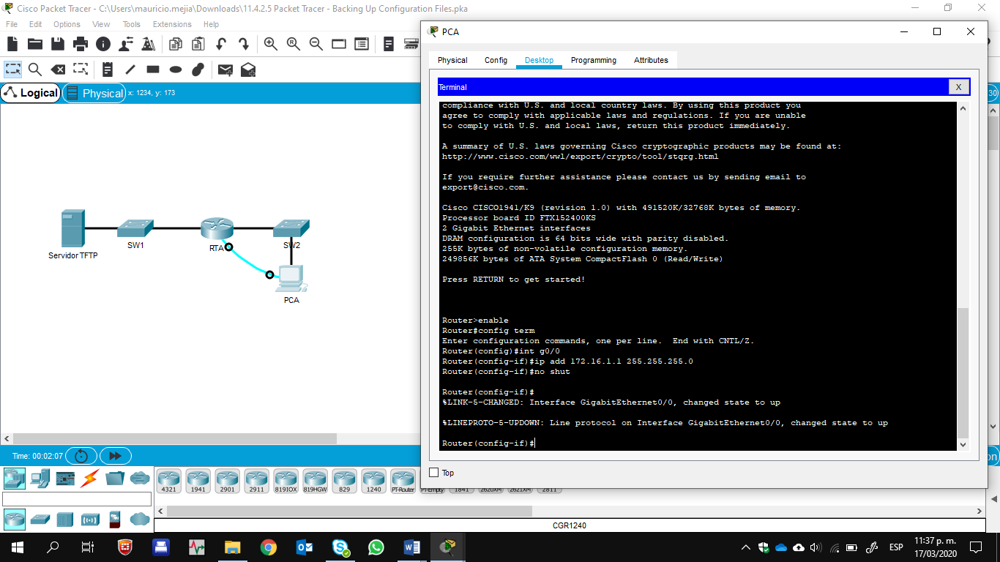 Cisco Packet Tracer - C:\Users\mauricio.mejia\Downloads\11.4.2.5 Packet Tracer - Backing Up Configuration Files.pka
File Edit Options View Tools Extensions Help
Logical
Physical
x: 1234, y: 173
Servidor TFTP
SW1
RTA
SW2
PCA
PCA
Physical Config Desktop Programming Attributes
Terminal
X
compliance with U.S. and local country laws. By using this product you
agree to comply with applicable laws and regulations. If you are unable
to comply with U.S. and local laws, return this product immediately.
A summary of U.S. laws governing Cisco cryptographic products may be found at:
http://www.cisco.com/wwl/export/crypto/tool/stqrg.html
If you require further assistance please contact us by sending email to
export@cisco.com.
Cisco CISCO1941/K9 (revision 1.0) with 491520K/32768K bytes of memory.
Processor board ID FTX152400KS
2 Gigabit Ethernet interfaces
DRAM configuration is 64 bits wide with parity disabled.
255K bytes of non-volatile configuration memory.
249856K bytes of ATA System CompactFlash 0 (Read/Write)
Press RETURN to get started!
Router>enable
Router#config term
Enter configuration commands, one per line.  End with CNTL/Z.
Router(config)#int g0/0
Router(config-if)#ip add 172.16.1.1 255.255.255.0
Router(config-if)#no shut
Router(config-if)#
%LINK-5-CHANGED: Interface GigabitEthernet0/0, changed state to up
%LINEPROTO-5-UPDOWN: Line protocol on Interface GigabitEthernet0/0, changed state to up
Router(config-if)#
Top
30
Time: 00:02:07
on
4321 1941 2901 2911 819IOX 819HGW 829 1240 PT-Router PT-Empty 1841 2620XM 2621XM 2811
CGR1240
ESP
11:37 p. m.
17/03/2020